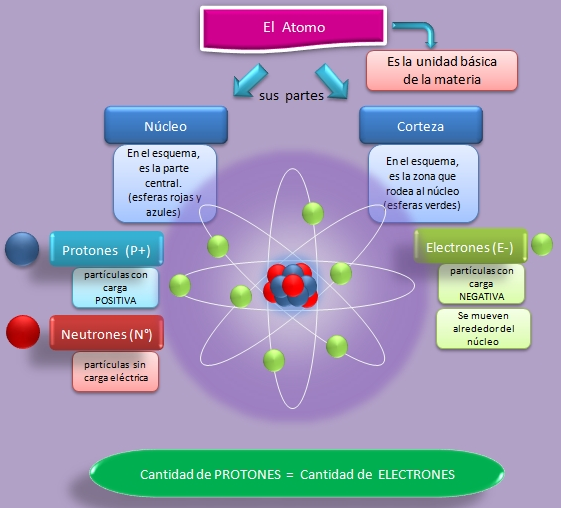 El Atomo
Es la unidad básica
de la materia
sus partes
Núcleo
En el esquema,
es la parte
central.
(esferas rojas y
azules)
Corteza
En el esquema,
es la zona que
rodea al núcleo
(esferas verdes)
Protones (P+)
partículas con
carga
POSITIVA
Neutrones (N°)
partículas sin
carga eléctrica
Electrones (E-)
partículas con
carga
NEGATIVA
Se mueven
alrededor del
núcleo
Cantidad de PROTONES = Cantidad de ELECTRONES